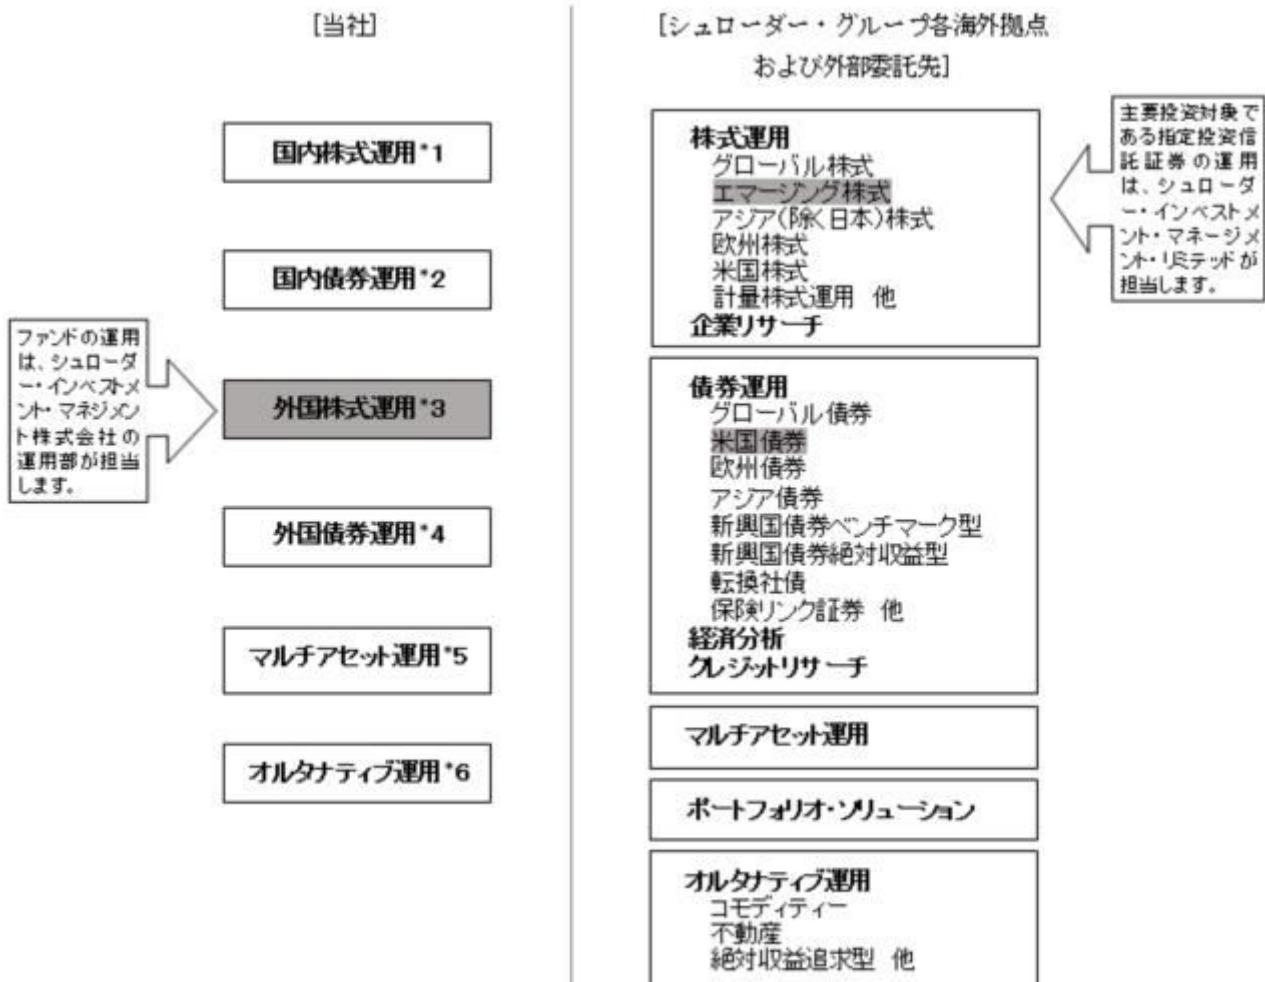 [当社]
[シュローダー・グループ各海外拠点
および外部委託先]
国内株式運用*1
国内債券運用*2
ファンドの運用
は、シュローダ
ー・インベストメ
ント・マネジメン
ト株式会社の
運用部が担当
します。
外国株式運用*3
外国債券運用*4
マルチアセット運用*5
オルタナティブ運用*6
株式運用
グローバル株式
エマージング株式
アジア(除く日本)株式
欧州株式
米国株式
計量株式運用 他
企業リサーチ
主要投資対象で
ある指定投資信
託証券の運用
は、シュローダ
ー・インベストメ
ント・マネージメ
ント・リミテッドが
担当します。
債券運用
グローバル債券
米国債券
欧州債券
アジア債券
新興国債券ベンチマーク型
新興国債券絶対収益型
転換社債
保険リンク証券 他
経済分析
クレジットリサーチ
マルチアセット運用
ポートフォリオ・ソリューション
オルタナティブ運用
コモディティー
不動産
絶対収益追求型 他